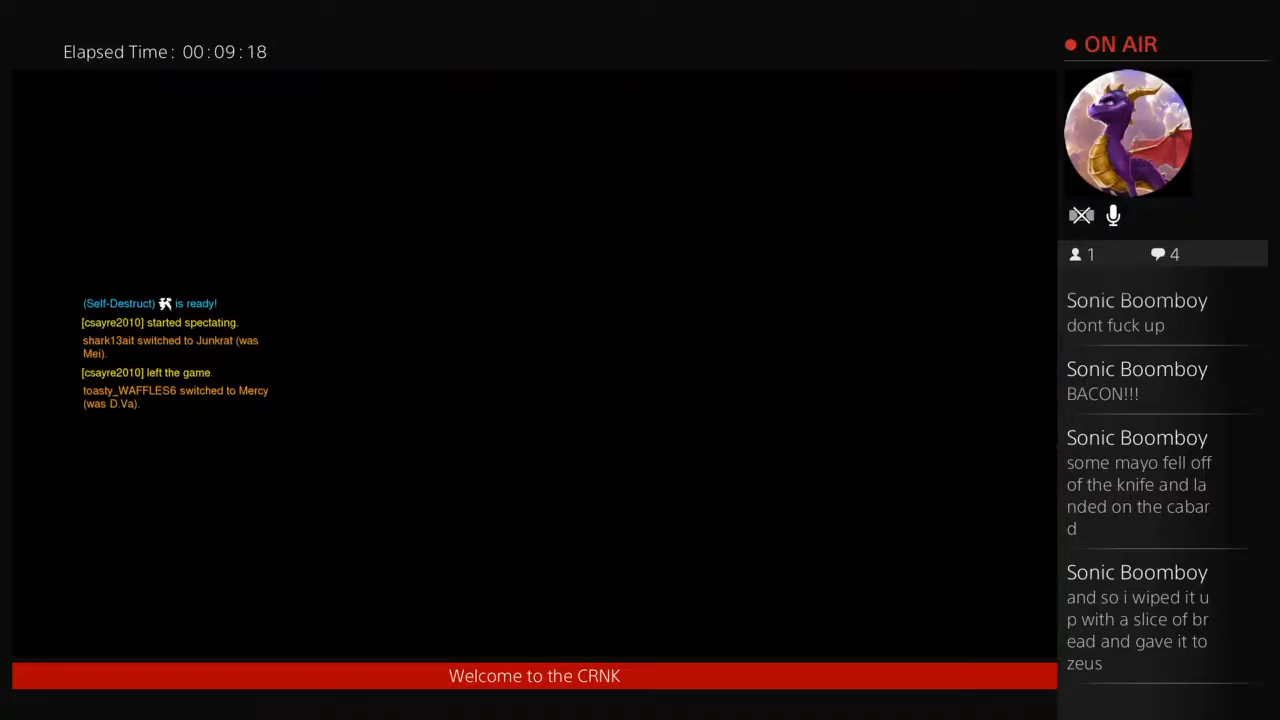 Elapsed Time: 00:09:18
ON AIR
1
4
(Self-Destruct) is ready!
[csayre2010] started spectating.
shark13ait switched to Junkrat (was
Mei).
[csayre2010] left the game.
toasty_WAFFLES6 switched to Mercy
(was D.Va).
Sonic Boomboy
dont fuck up
Sonic Boomboy
BACON!!!
Sonic Boomboy
some mayo fell off
of the knife and la
nded on the cabar
d
Sonic Boomboy
and so i wiped it u
p with a slice of br
ead and gave it to
zeus
Welcome to the CRNK